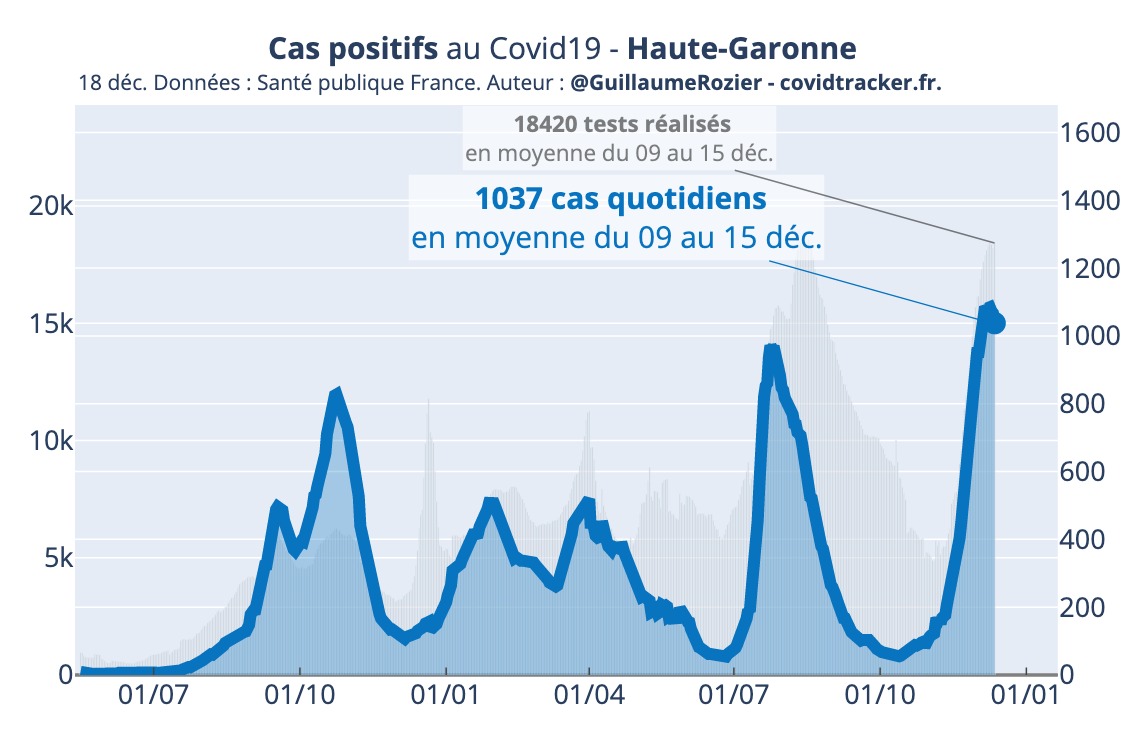 Cas positifs au Covid19 - Haute-Garonne
18 déc. Données : Santé publique France. Auteur : @GuillaumeRozier - covidtracker.fr.
18420 tests réalisés
en moyenne du 09 au 15 déc.
1037 cas quotidiens
en moyenne du 09 au 15 déc.
20k
15k
10k
5k
0
1600
1400
1200
1000
800
600
400
200
0
01/07 01/10 01/01 01/04 01/07 01/10 01/01